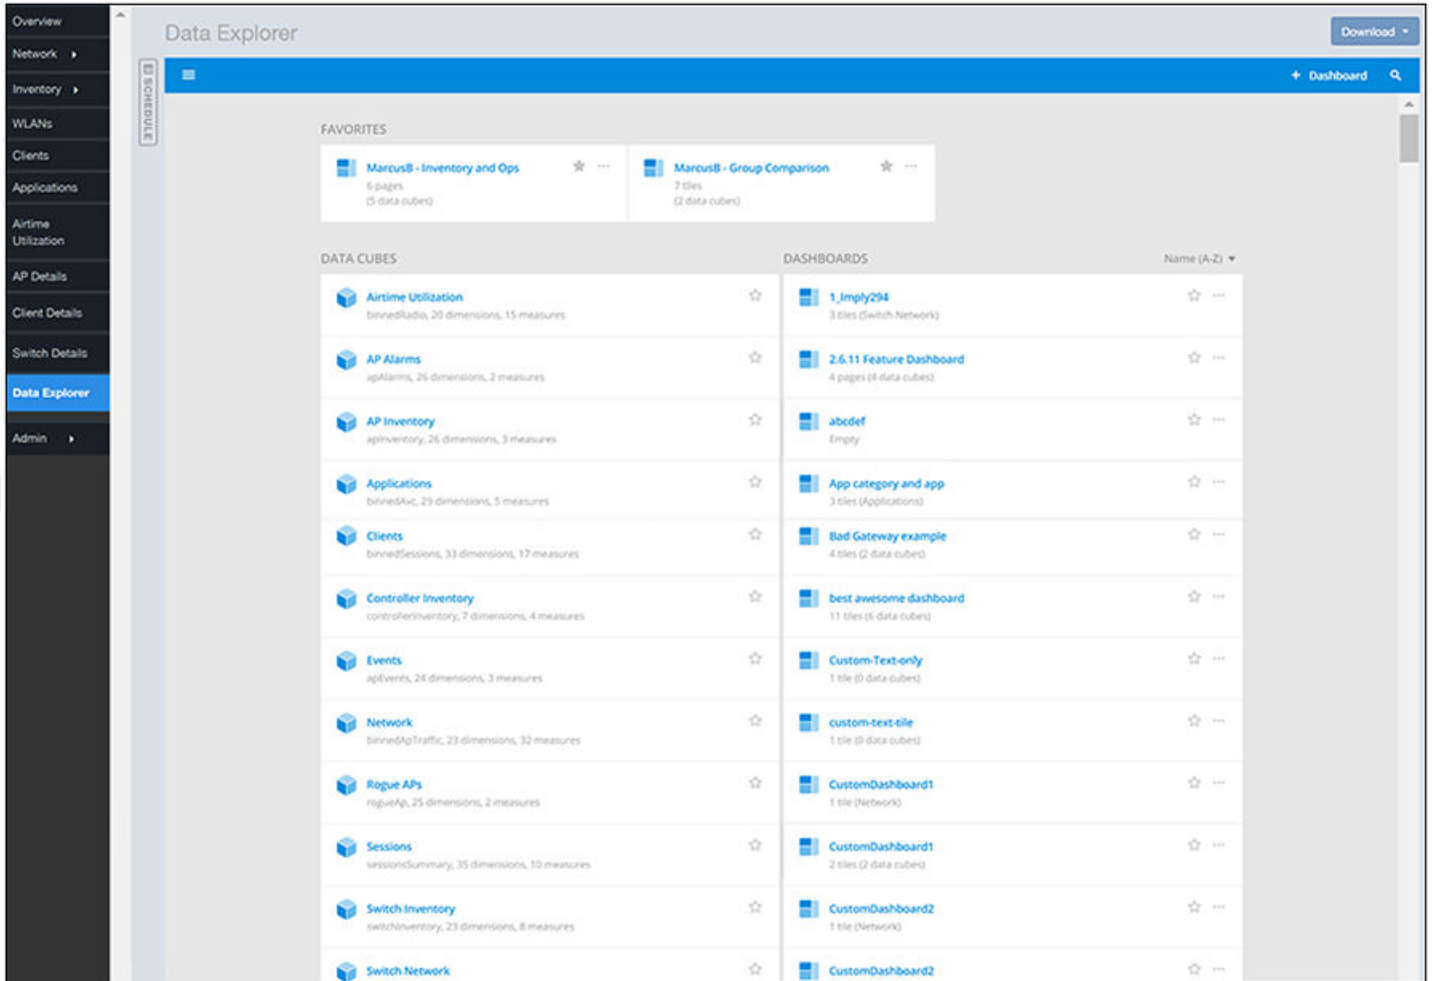 Overview
Network
Inventory
WLANs
Clients
Applications
Airtime
Utilization
AP Details
Client Details
Switch Details
Data Explorer
Admin
SCHEDULE
Data Explorer
Download
+ Dashboard
FAVORITES
MarcusB - Inventory and Ops
6 pages
(5 data cubes)
MarcusB - Group Comparison
7 tiles
(2 data cubes)
DATA CUBES
Airtime Utilization
binnedRadio, 20 dimensions, 15 measures
AP Alarms
apAlarms, 26 dimensions, 2 measures
AP Inventory
apInventory, 26 dimensions, 3 measures
Applications
binnedAvc, 29 dimensions, 5 measures
Clients
binnedSessions, 33 dimensions, 17 measures
Controller Inventory
controllerInventory, 7 dimensions, 4 measures
Events
apEvents, 24 dimensions, 3 measures
Network
binnedApTraffic, 23 dimensions, 32 measures
Rogue APs
rogueAp, 25 dimensions, 2 measures
Sessions
sessionsSummary, 35 dimensions, 10 measures
Switch Inventory
switchInventory, 23 dimensions, 8 measures
Switch Network
DASHBOARDS
Name (A-Z)
1_Imply294
3 tiles (Switch Network)
2.6.11 Feature Dashboard
4 pages (4 data cubes)
abcdef
Empty
App category and app
3 tiles (Applications)
Bad Gateway example
4 tiles (2 data cubes)
best awesome dashboard
11 tiles (6 data cubes)
Custom-Text-only
1 tile (0 data cubes)
custom-text-tile
1 tile (0 data cubes)
CustomDashboard1
1 tile (Network)
CustomDashboard1
2 tiles (2 data cubes)
CustomDashboard2
1 tile (Network)
CustomDashboard2